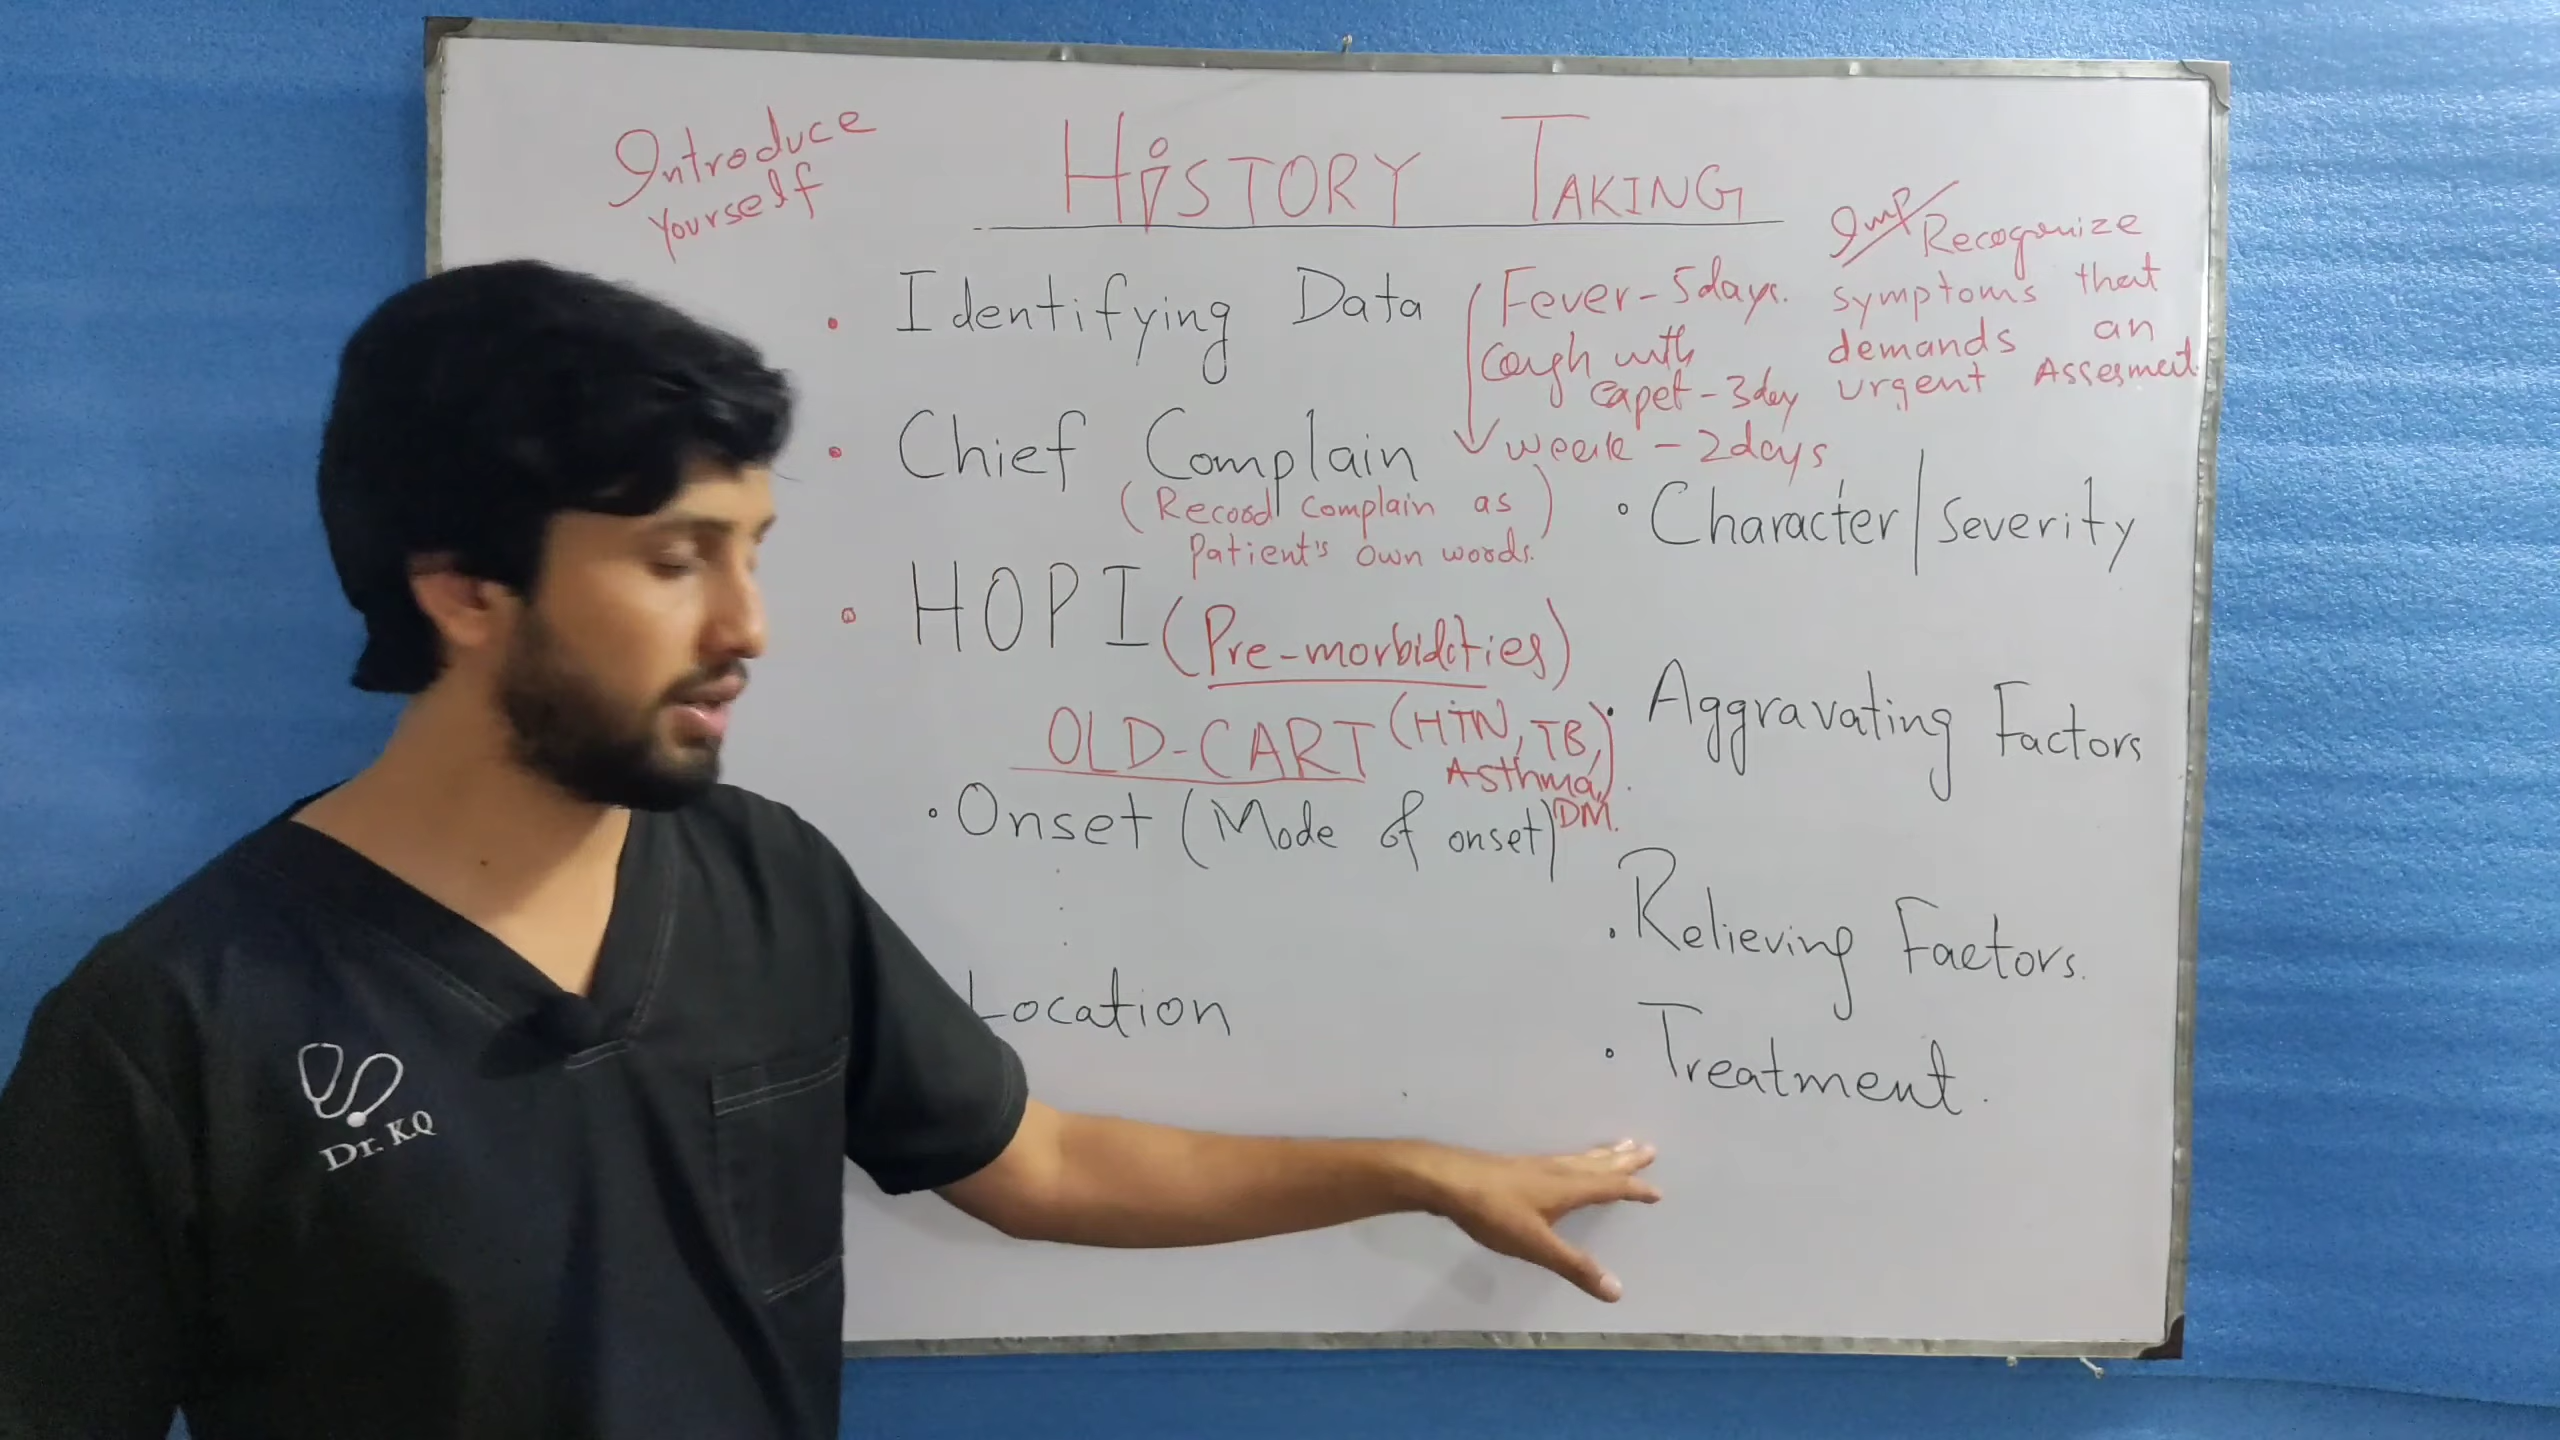 Introduce
Yourself
HiSTORY TAKING
• Identifying Data
Fever - 5days.
Cough with
Expet - 3day
week - 2days
Imp Recogonize
symptoms that
demands an
urgent Assesment.
• Chief Complain
(Record Complain as
Patient's own words.)
• HOPI (Pre-morbidities)
OLD-CART (HTN, TB,
Asthma,
DM.
• Onset (Mode of onset)
Location
• Character/severity
• Aggravating Factors
• Relieving Factors.
• Treatment.
Dr. KQ